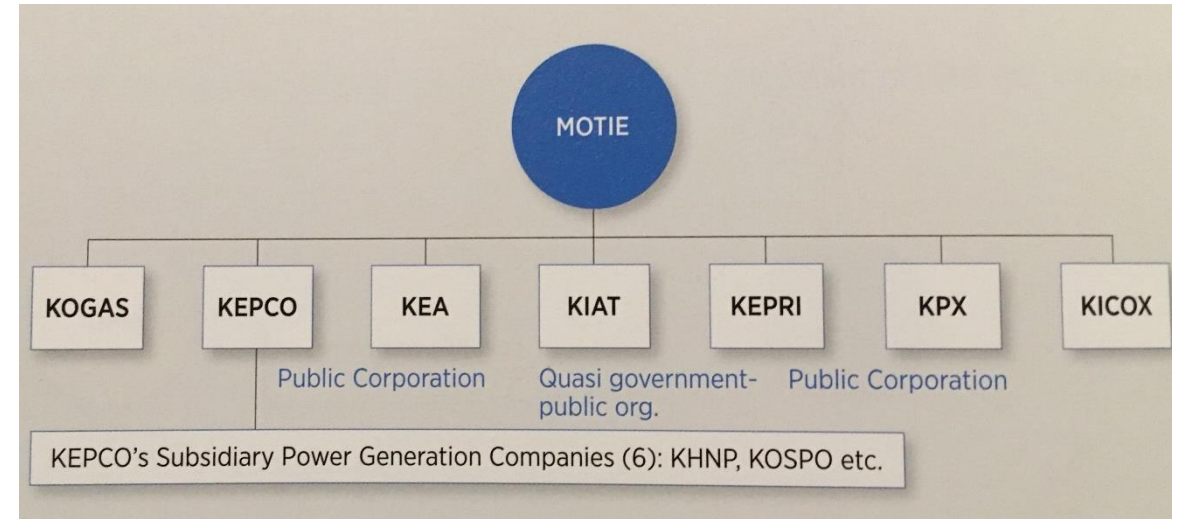 MOTIE
KOGAS
KEPCO
KEA
KIAT
KEPRI
KPX
KICOX
Public Corporation
Quasi government-
public org.
Public Corporation
KEPCO's Subsidiary Power Generation Companies (6): KHNP, KOSPO etc.